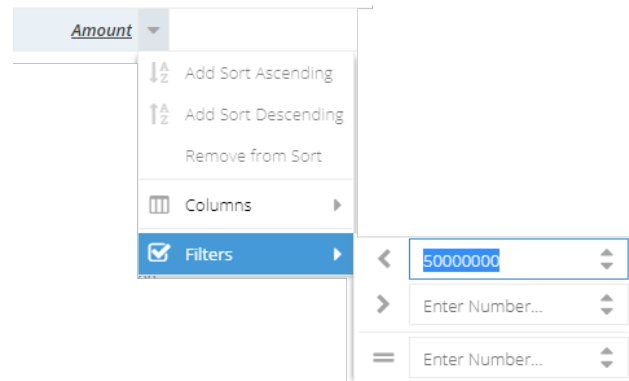 Amount
Add Sort Ascending
Add Sort Descending
Remove from Sort
Columns
Filters
< 50000000
> Enter Number...
= Enter Number...